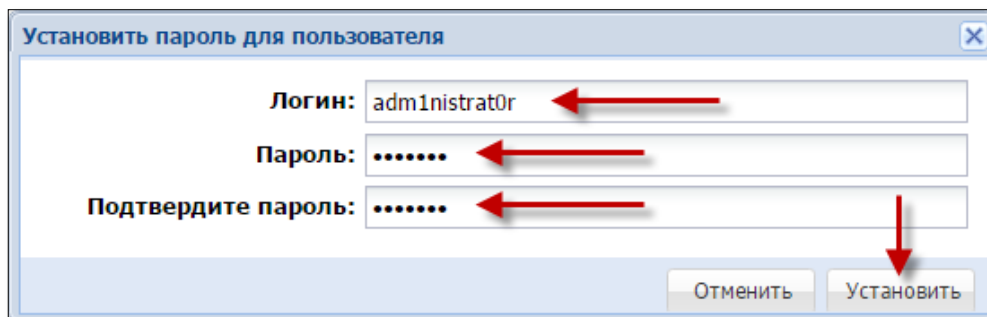 Установить пароль для пользователя
Логин: adm1nistrat0r
Пароль: •••••••
Подтвердите пароль: •••••••
Отменить Установить